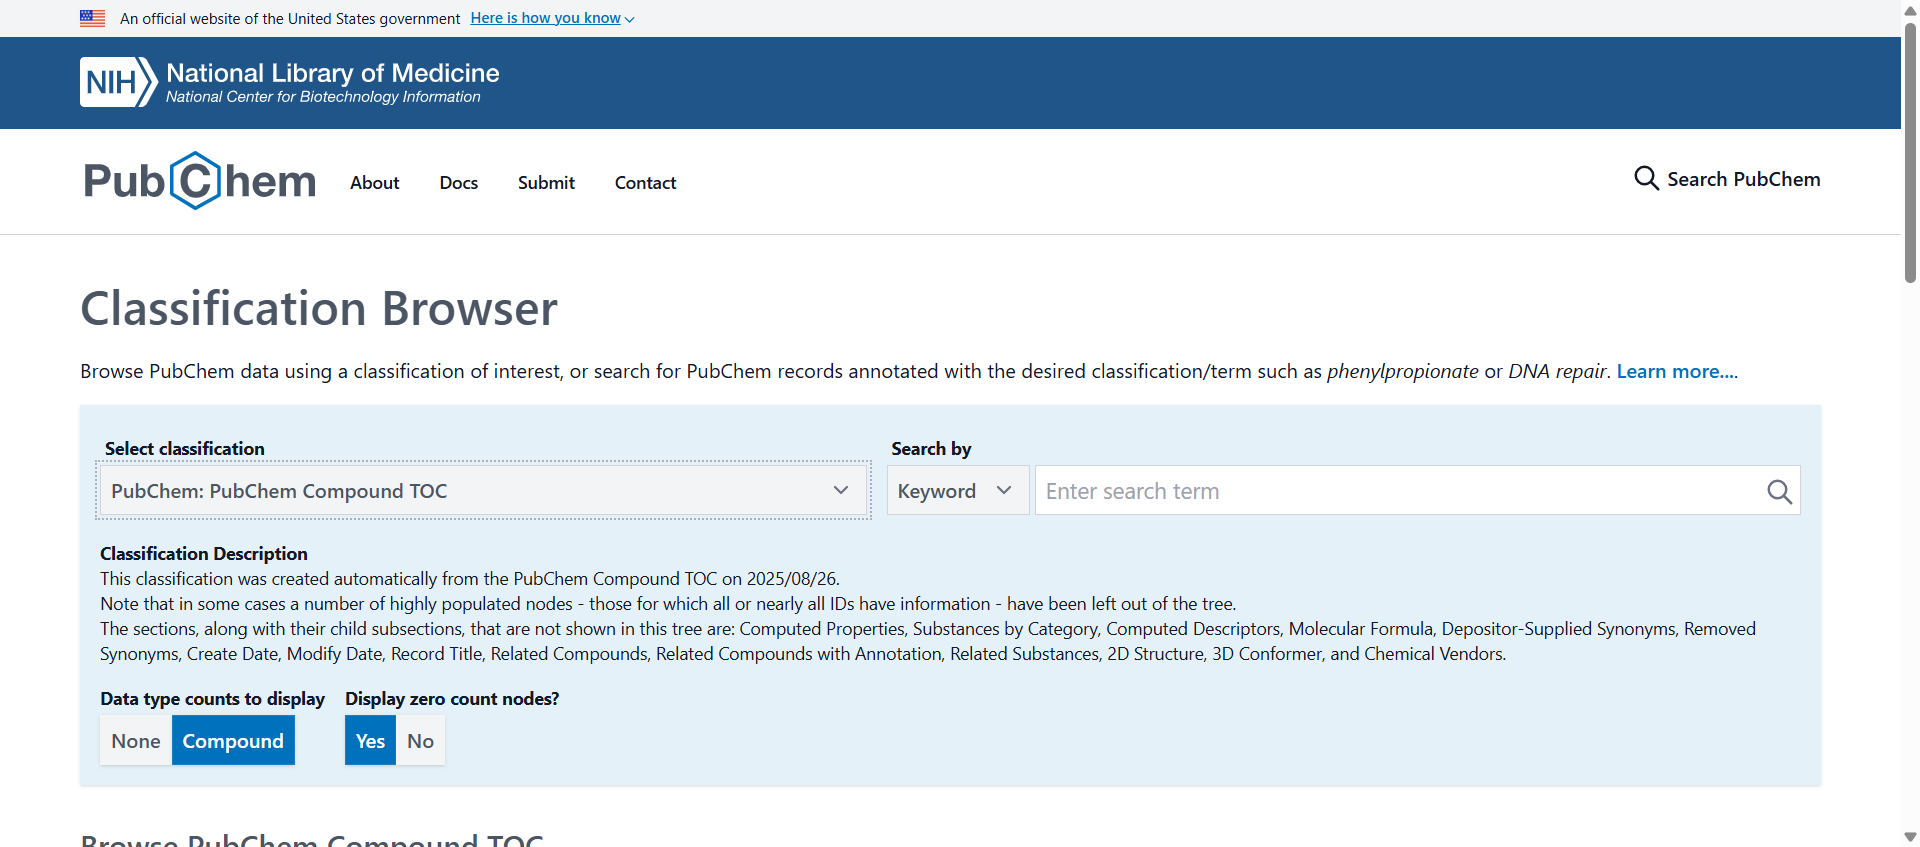 An official website of the United States government Here is how you know
NIH National Library of Medicine
National Center for Biotechnology Information
PubChem About Docs Submit Contact Search PubChem
Classification Browser
Browse PubChem data using a classification of interest, or search for PubChem records annotated with the desired classification/term such as phenylpropionate or DNA repair. Learn more....
Select classification Search by
PubChem: PubChem Compound TOC Keyword Enter search term
Classification Description
This classification was created automatically from the PubChem Compound TOC on 2025/08/26.
Note that in some cases a number of highly populated nodes - those for which all or nearly all IDs have information - have been left out of the tree.
The sections, along with their child subsections, that are not shown in this tree are: Computed Properties, Substances by Category, Computed Descriptors, Molecular Formula, Depositor-Supplied Synonyms, Removed
Synonyms, Create Date, Modify Date, Record Title, Related Compounds, Related Compounds with Annotation, Related Substances, 2D Structure, 3D Conformer, and Chemical Vendors.
Data type counts to display Display zero count nodes?
None Compound Yes No
Browse PubChem Compound TOC